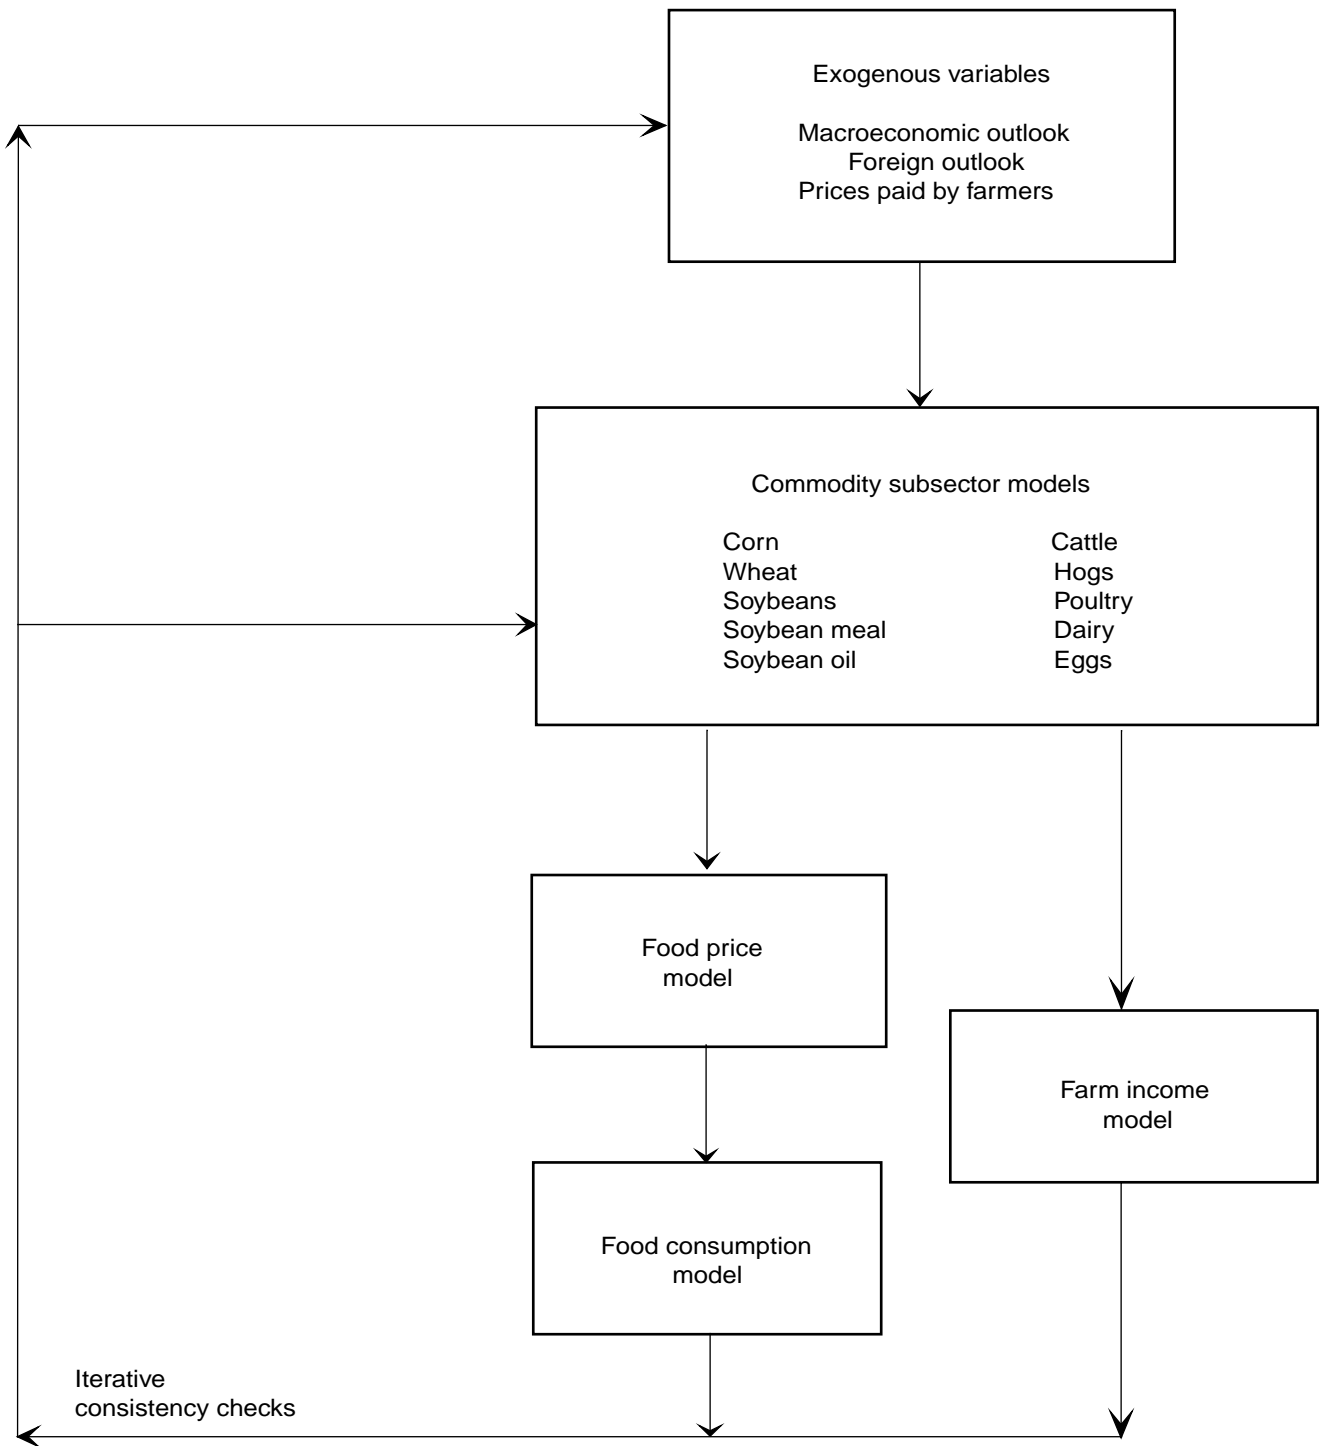 Exogenous variables
Macroeconomic outlook
Foreign outlook
Prices paid by farmers
Commodity subsector models
Corn
Wheat
Soybeans
Soybean meal
Soybean oil
Cattle
Hogs
Poultry
Dairy
Eggs
Food price
model
Farm income
model
Food consumption
model
Iterative
consistency checks